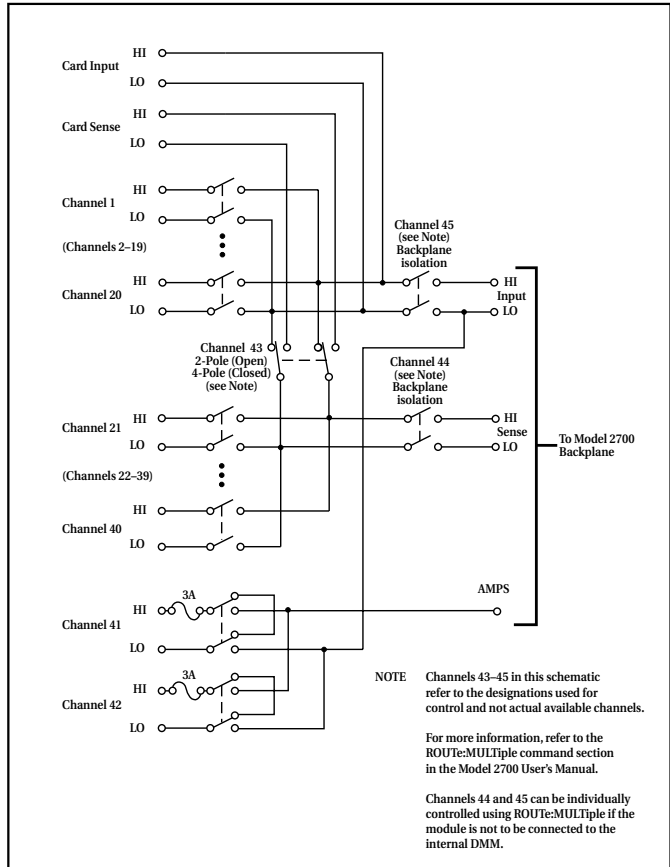 HI
Card Input
LO
HI
Card Sense
LO
HI
Channel 1
LO
(Channels 2–19)
HI
Channel 20
LO
Channel 45
(see Note)
Backplane
isolation
HI
Input
LO
Channel 43
2-Pole (Open)
4-Pole (Closed)
(see Note)
Channel 44
(see Note)
Backplane
isolation
HI
Channel 21
LO
HI
Sense
LO
To Model 2700
Backplane
(Channels 22–39)
HI
Channel 40
LO
AMPS
3A
HI
Channel 41
LO
3A
HI
Channel 42
LO
NOTE Channels 43–45 in this schematic
refer to the designations used for
control and not actual available channels.
For more information, refer to the
ROUTe:MULTiple command section
in the Model 2700 User's Manual.
Channels 44 and 45 can be individually
controlled using ROUTe:MULTiple if the
module is not to be connected to the
internal DMM.